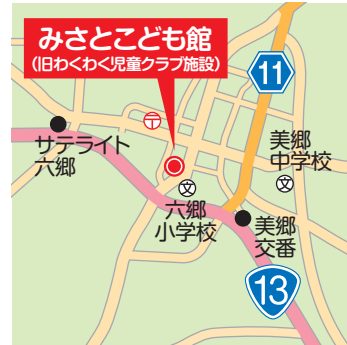 みさとこども館
(旧わくわく児童クラブ施設)
11
〒
サテライト
六郷
美郷
中学校
文
文
六郷
小学校
美郷
交番
13